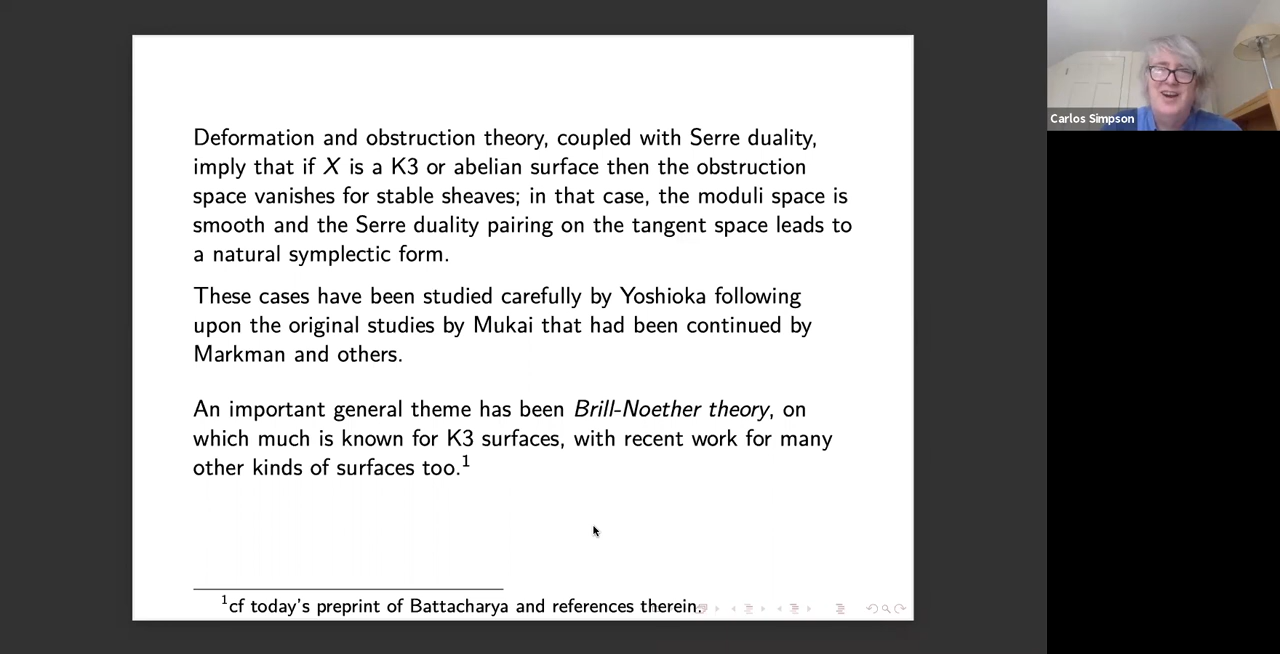 Deformation and obstruction theory, coupled with Serre duality,
imply that if X is a K3 or abelian surface then the obstruction
space vanishes for stable sheaves; in that case, the moduli space is
smooth and the Serre duality pairing on the tangent space leads to
a natural symplectic form.
These cases have been studied carefully by Yoshioka following
upon the original studies by Mukai that had been continued by
Markman and others.
An important general theme has been Brill-Noether theory, on
which much is known for K3 surfaces, with recent work for many
other kinds of surfaces too.¹
¹cf today's preprint of Battacharya and references therein.
Carlos Simpson